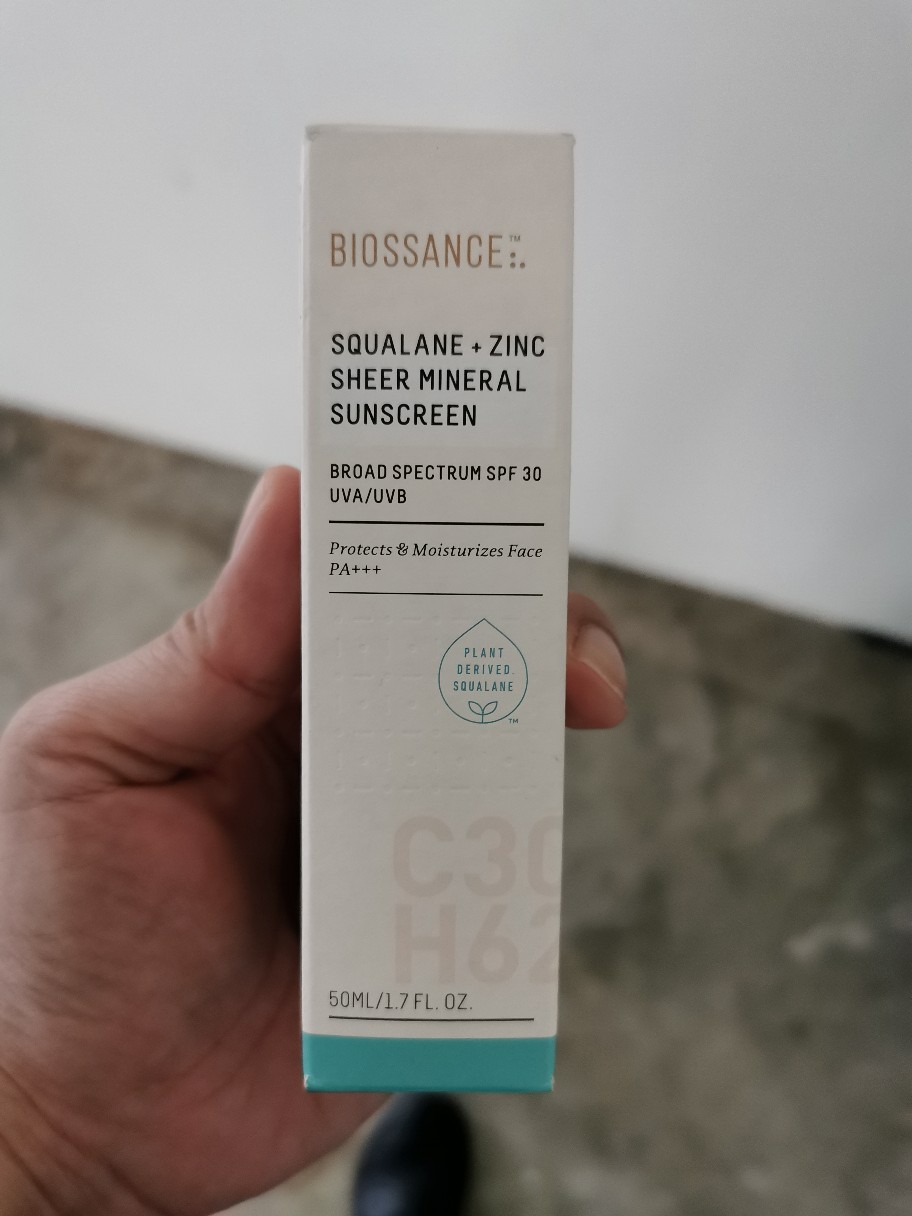 BIOSSANCE™
SQUALANE + ZINC
SHEER MINERAL
SUNSCREEN
BROAD SPECTRUM SPF 30
UVA/UVB
Protects & Moisturizes Face
PA+++
PLANT
DERIVED
SQUALANE
™
C30
H62
50ML/1.7 FL. OZ.